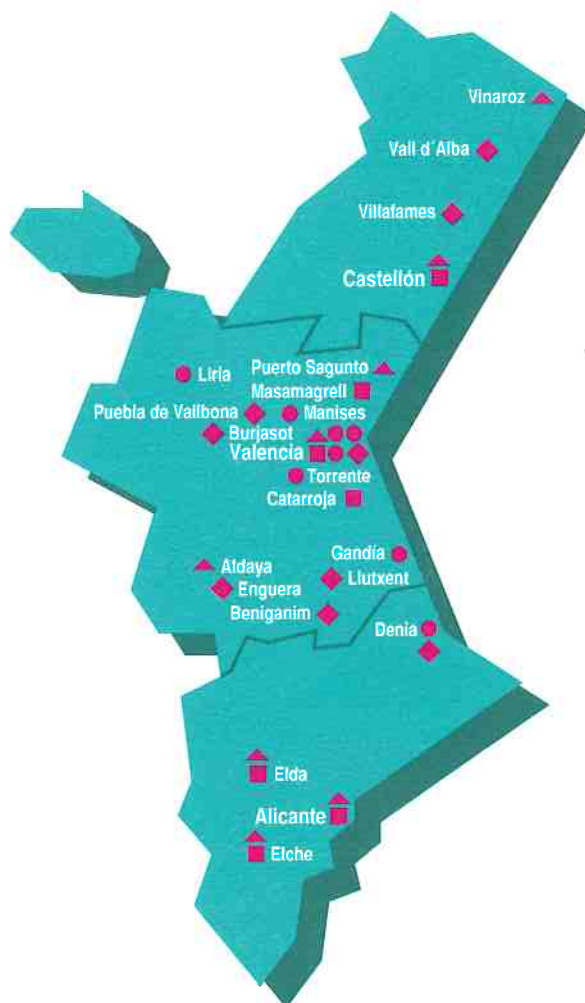 Vinaroz
Vall d´Alba
Villafames
Castellón
Liria
Puerto Sagunto
Masamagrell
Puebla de Vallbona
Manises
Burjasot
Valencia
Torrente
Catarroja
Gandía
Aldaya
Llutxent
Enguera
Beniganim
Denia
Elda
Alicante
Elche